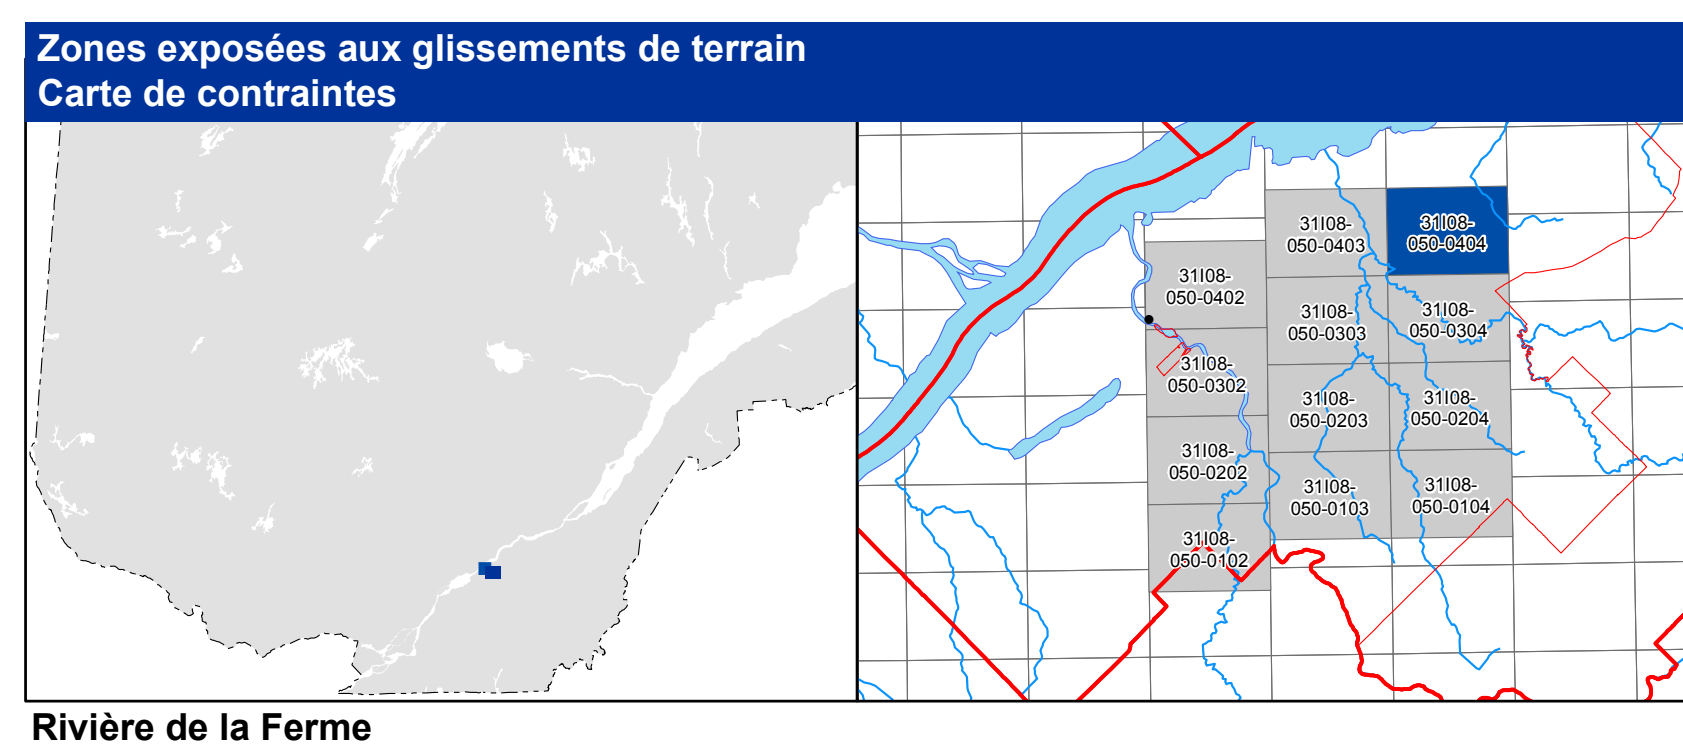 Zones exposées aux glissements de terrain
Carte de contraintes
31I08-
050-0403
31I08-
050-0404
31I08-
050-0402
31I08-
050-0303
31I08-
050-0304
31I08-
050-0302
31I08-
050-0203
31I08-
050-0204
31I08-
050-0202
31I08-
050-0103
31I08-
050-0104
31I08-
050-0102
Rivière de la Ferme